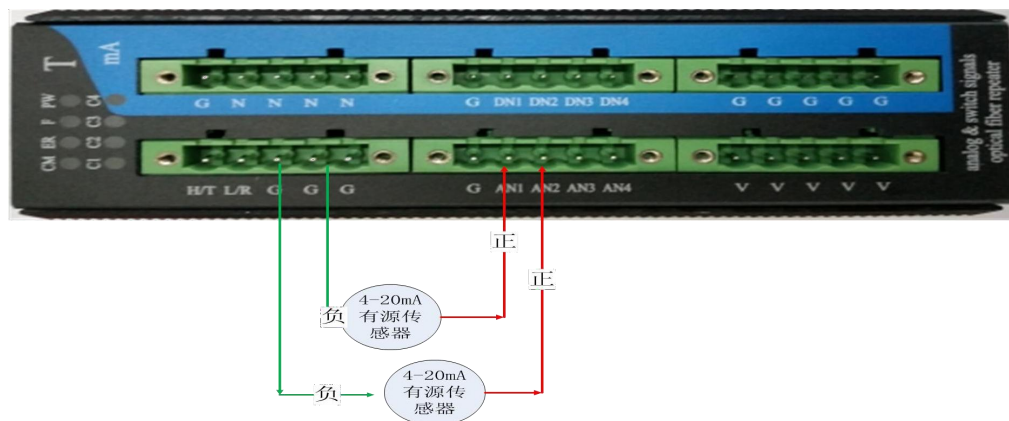 T
mA
PW
C4
F
C3
ER
C2
CM
C1
G N N N N
G DN1 DN2 DN3 DN4
G G G G G
H/T L/R G G G
G AN1 AN2 AN3 AN4
V V V V V
analog & switch signals
optical fiber repeater
正
正
负
4-20mA
有源传
感器
负
4-20mA
有源传
感器